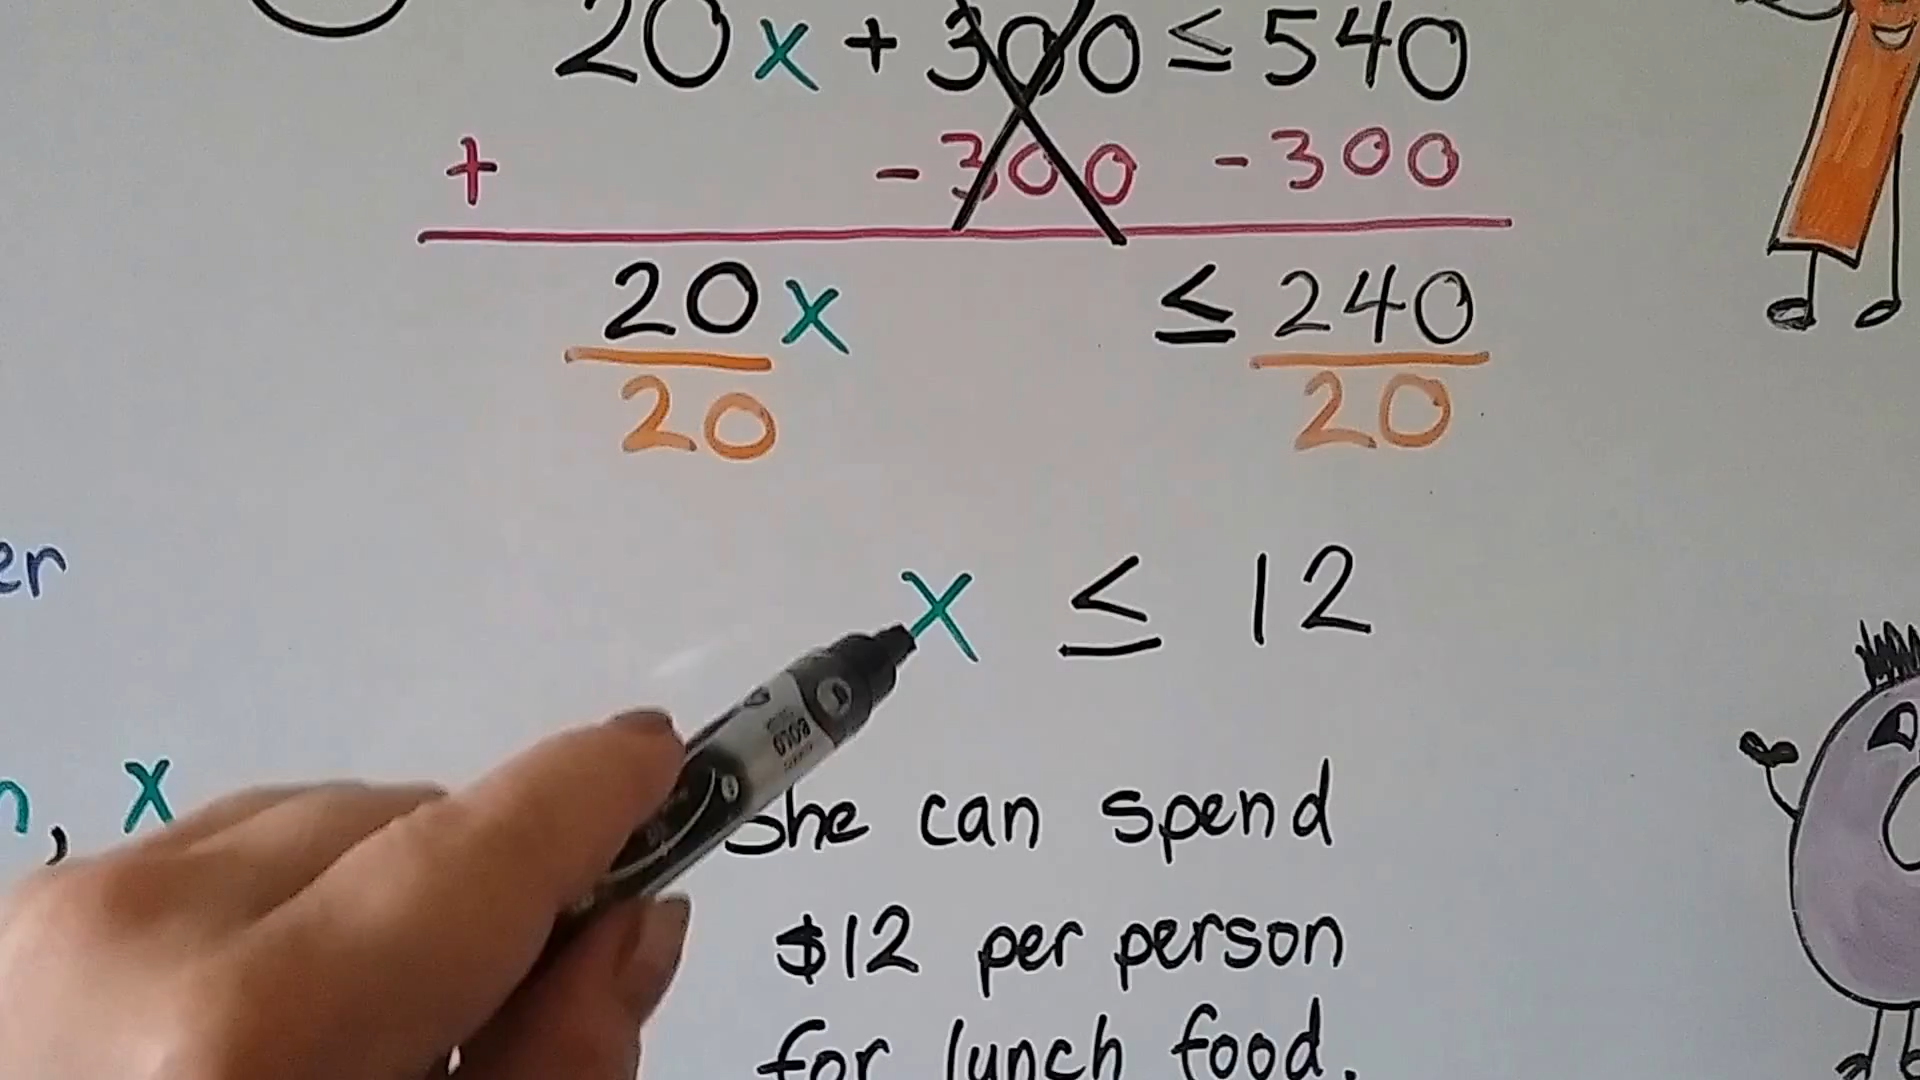 20x + 300 ≤ 540
+ - 300 - 300
20x ≤ 240
20 20
er
x ≤ 12
BOLD
, x
She can spend
$12 per person
for lunch food.